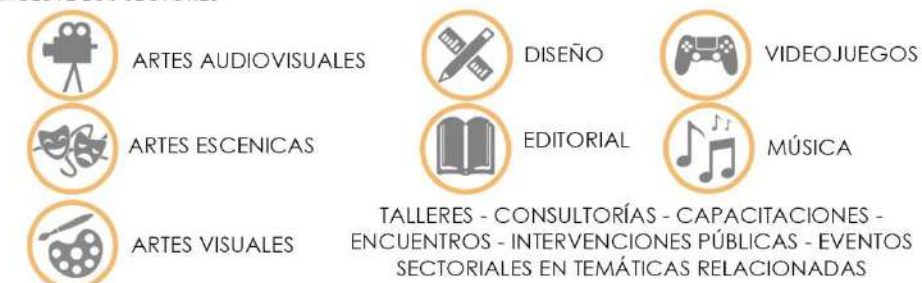 ARTES AUDIOVISUALES
DISEÑO
VIDEOJUEGOS
ARTES ESCENICAS
EDITORIAL
MÚSICA
ARTES VISUALES
TALLERES - CONSULTORÍAS - CAPACITACIONES -
ENCUENTROS - INTERVENCIONES PÚBLICAS - EVENTOS
SECTORIALES EN TEMÁTICAS RELACIONADAS